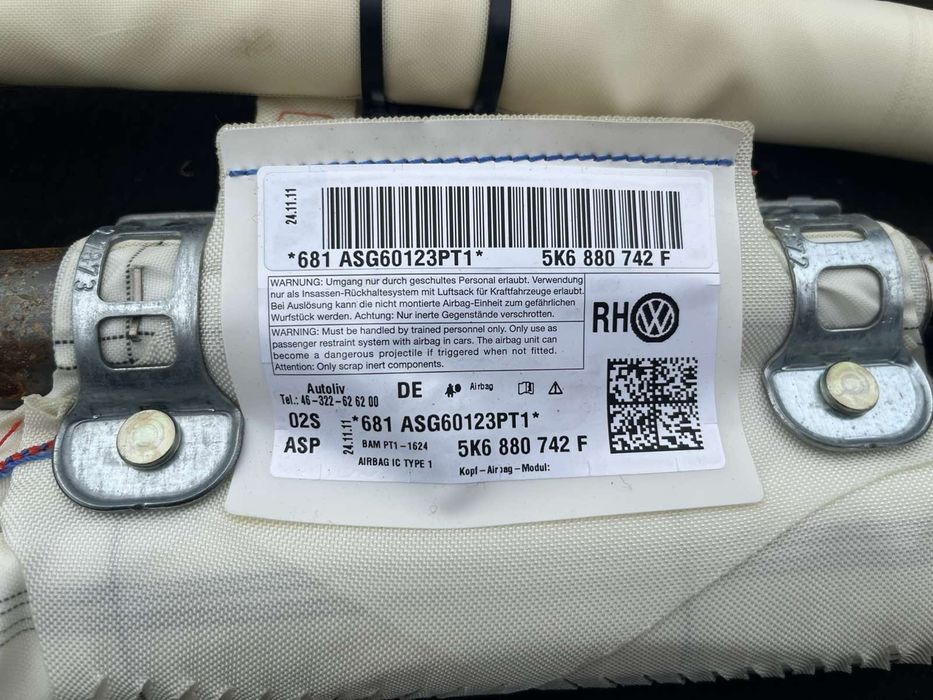 24.11.11
*681 ASG60123PT1* 5K6 880 742 F
WARNUNG: Umgang nur durch geschultes Personal erlaubt. Verwendung
nur als Insassen-Rückhaltesystem mit Luftsack für Kraftfahrzeuge erlaubt.
Bei Auslösung kann die nicht montierte Airbag-Einheit zum gefährlichen
Wurfstück werden. Achtung: Nur inerte Gegenstände verschrotten.
WARNING: Must be handled by trained personnel only. Only use as
passenger restraint system with airbag in cars. The airbag unit can
become a dangerous projectile if triggered when not fitted.
Attention: Only scrap inert components.
RH
Autoliv
Tel.: 46-322-62 62 00
DE
Airbag
02S
ASP
24.11.11
*681 ASG60123PT1*
BAM PT1-1624
5K6 880 742 F
AIRBAG IC TYPE 1
Kopf-Airbag-Modul: